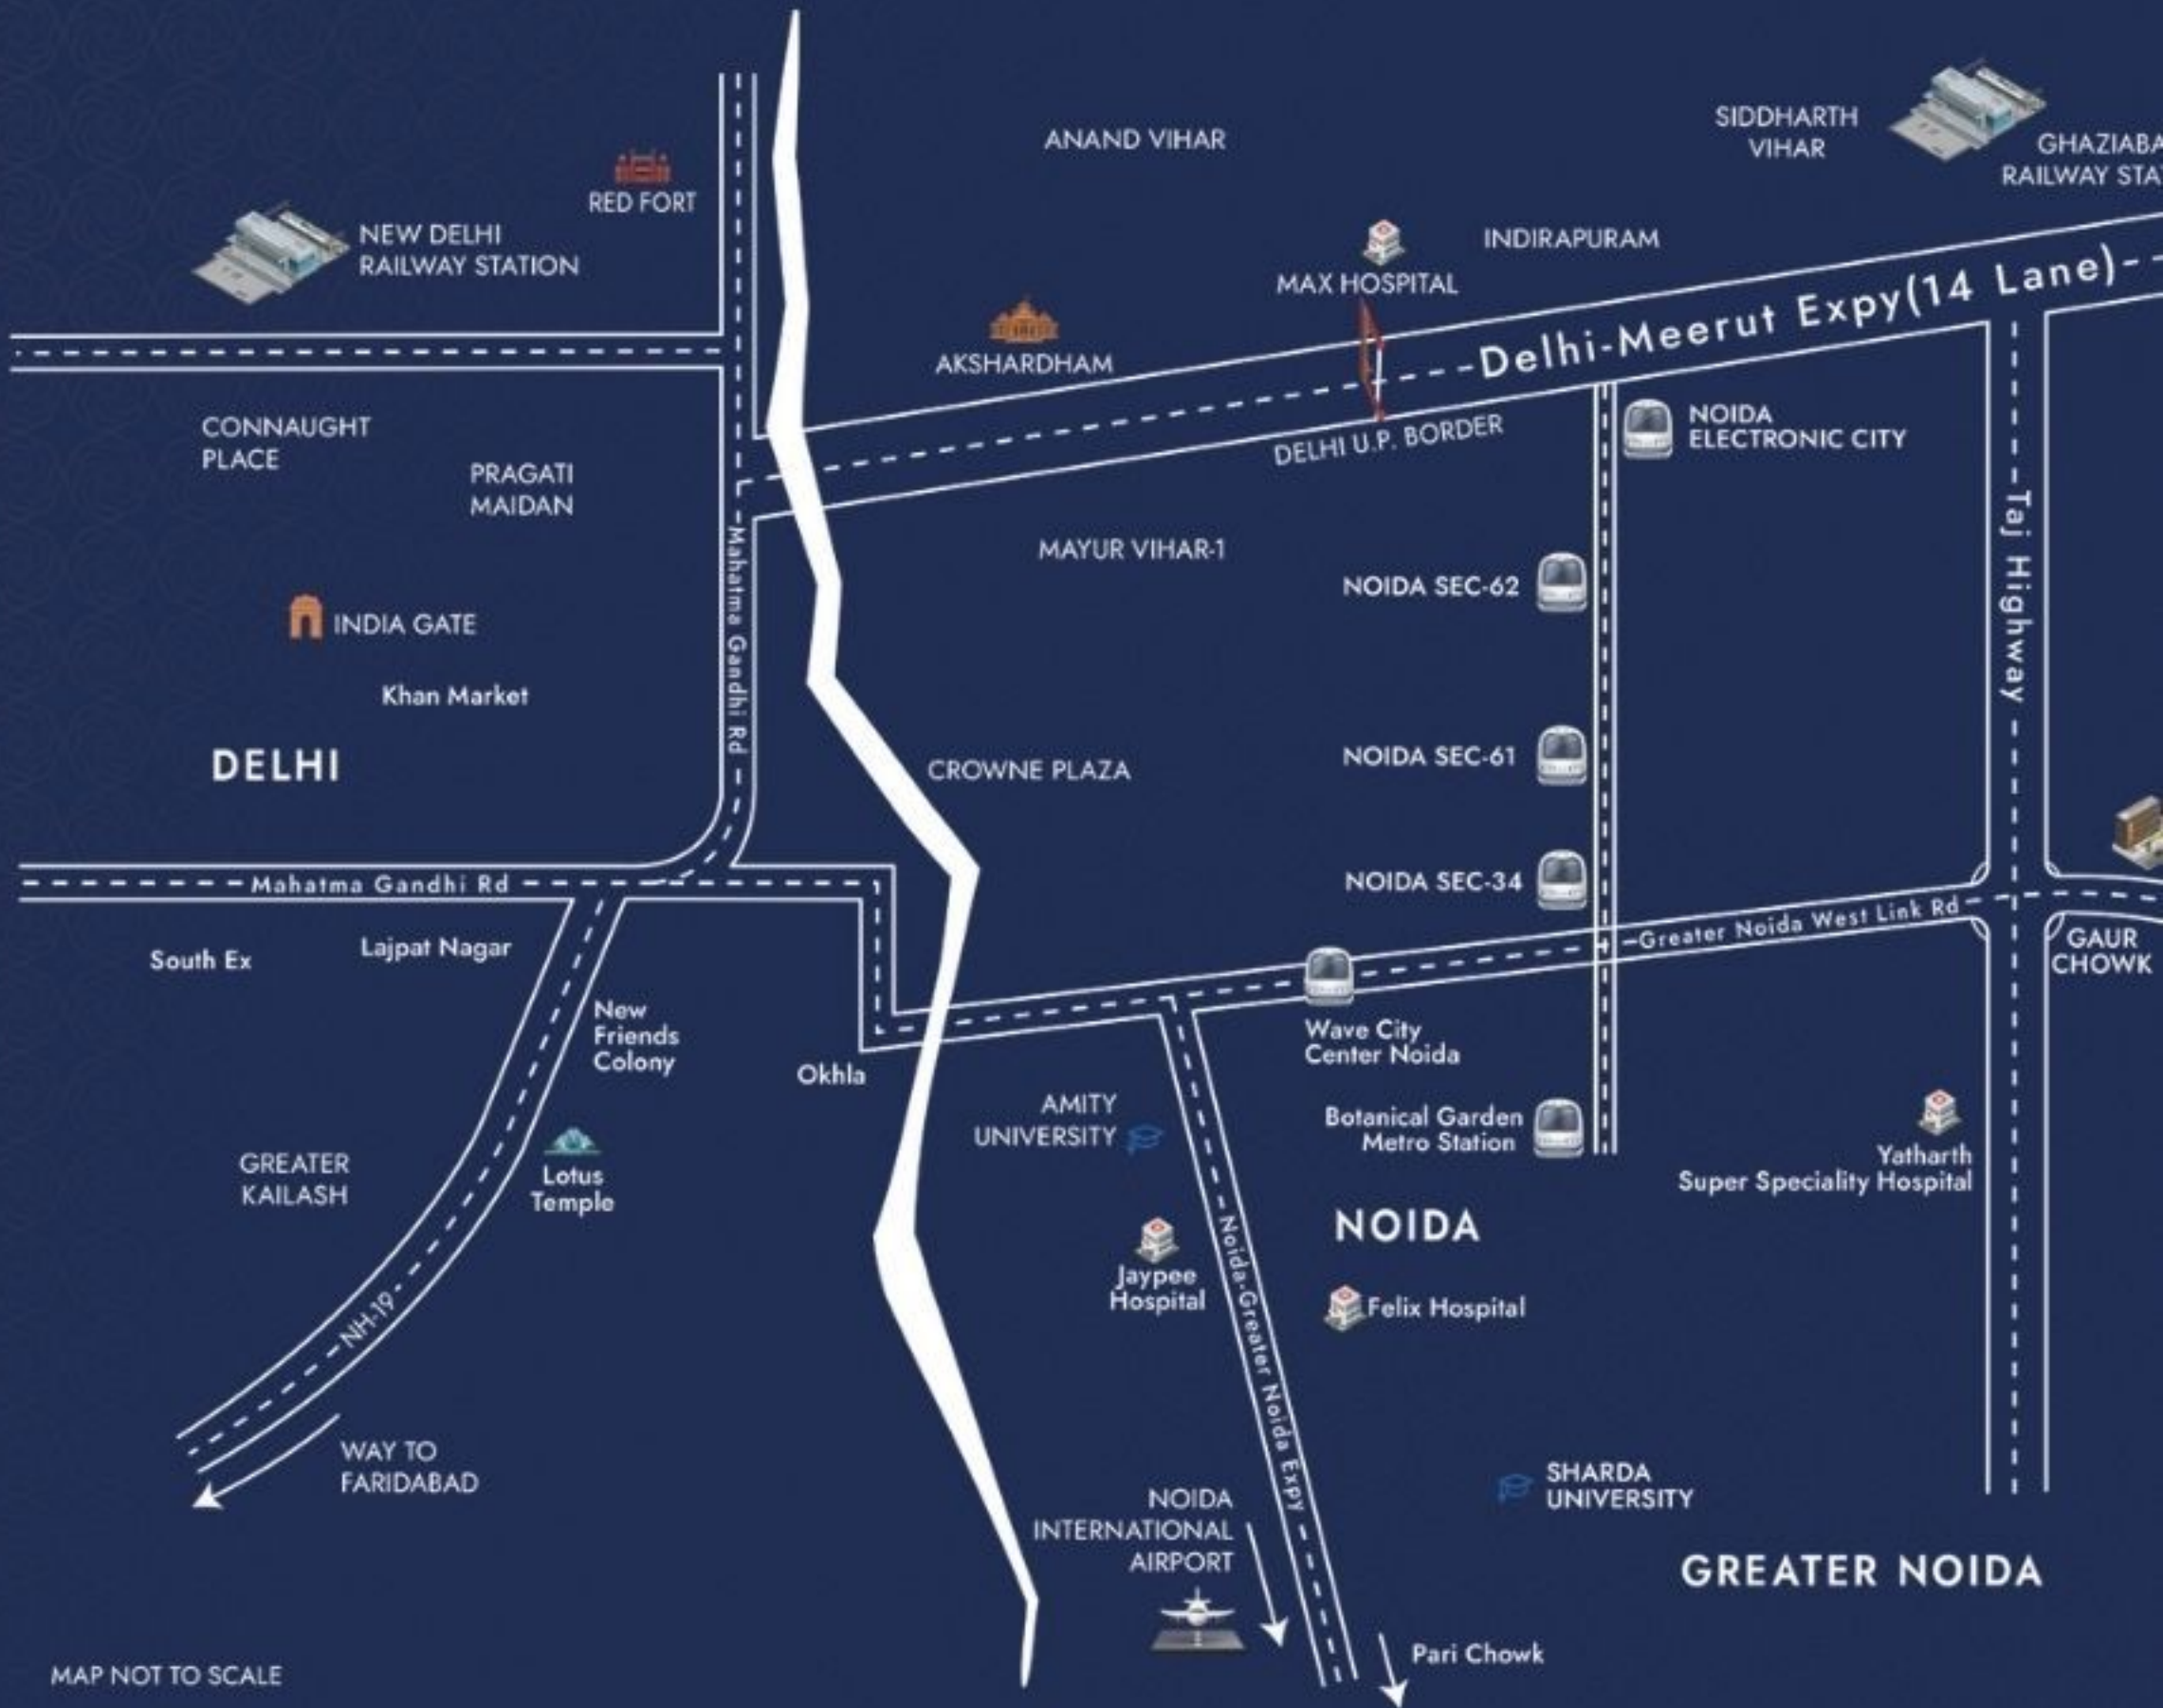 ANAND VIHAR
SIDDHARTH
VIHAR
GHAZIABA
RAILWAY STA
RED FORT
NEW DELHI
RAILWAY STATION
INDIRAPURAM
MAX HOSPITAL
AKSHARDHAM
Delhi-Meerut Expy(14 Lane)
DELHI U.P. BORDER
NOIDA
ELECTRONIC CITY
CONNAUGHT
PLACE
PRAGATI
MAIDAN
Mahatma Gandhi Rd
MAYUR VIHAR-1
NOIDA SEC-62
Taj Highway
INDIA GATE
Khan Market
DELHI
CROWNE PLAZA
NOIDA SEC-61
NOIDA SEC-34
Mahatma Gandhi Rd
Greater Noida West Link Rd
GAUR
CHOWK
South Ex
Lajpat Nagar
New
Friends
Colony
Okhla
Wave City
Center Noida
AMITY
UNIVERSITY
Botanical Garden
Metro Station
Yatharth
Super Speciality Hospital
GREATER
KAILASH
Lotus
Temple
NOIDA
Jaypee
Hospital
Noida-Greater Noida Expy
Felix Hospital
NH-19
WAY TO
FARIDABAD
NOIDA
INTERNATIONAL
AIRPORT
SHARDA
UNIVERSITY
GREATER NOIDA
Pari Chowk
MAP NOT TO SCALE